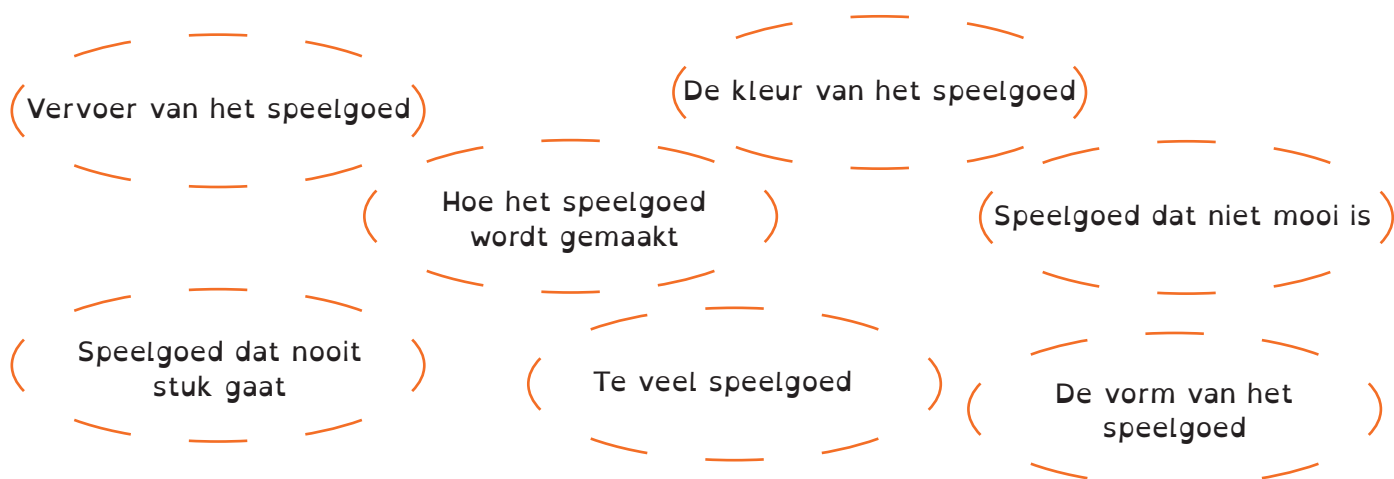 Vervoer van het speelgoed
De kleur van het speelgoed
Hoe het speelgoed
wordt gemaakt
Speelgoed dat niet mooi is
Speelgoed dat nooit
stuk gaat
Te veel speelgoed
De vorm van het
speelgoed